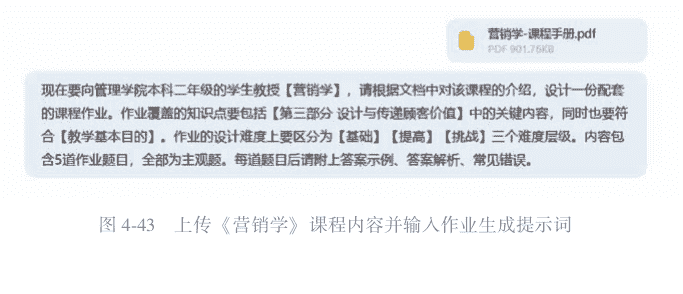 营销学-课程手册.pdf
PDF 901.76KB
现在要向管理学院本科二年级的学生教授【营销学】，请根据文档中对该课程的介绍，设计一份配套
的课程作业。作业覆盖的知识点要包括【第三部分 设计与传递顾客价值】中的关键内容，同时也要符
合【教学基本目的】。作业的设计难度上要区分为【基础】【提高】【挑战】三个难度层级。内容包
含5道作业题目，全部为主观题。每道题目后请附上答案示例、答案解析、常见错误。
图 4-43 上传《营销学》课程内容并输入作业生成提示词